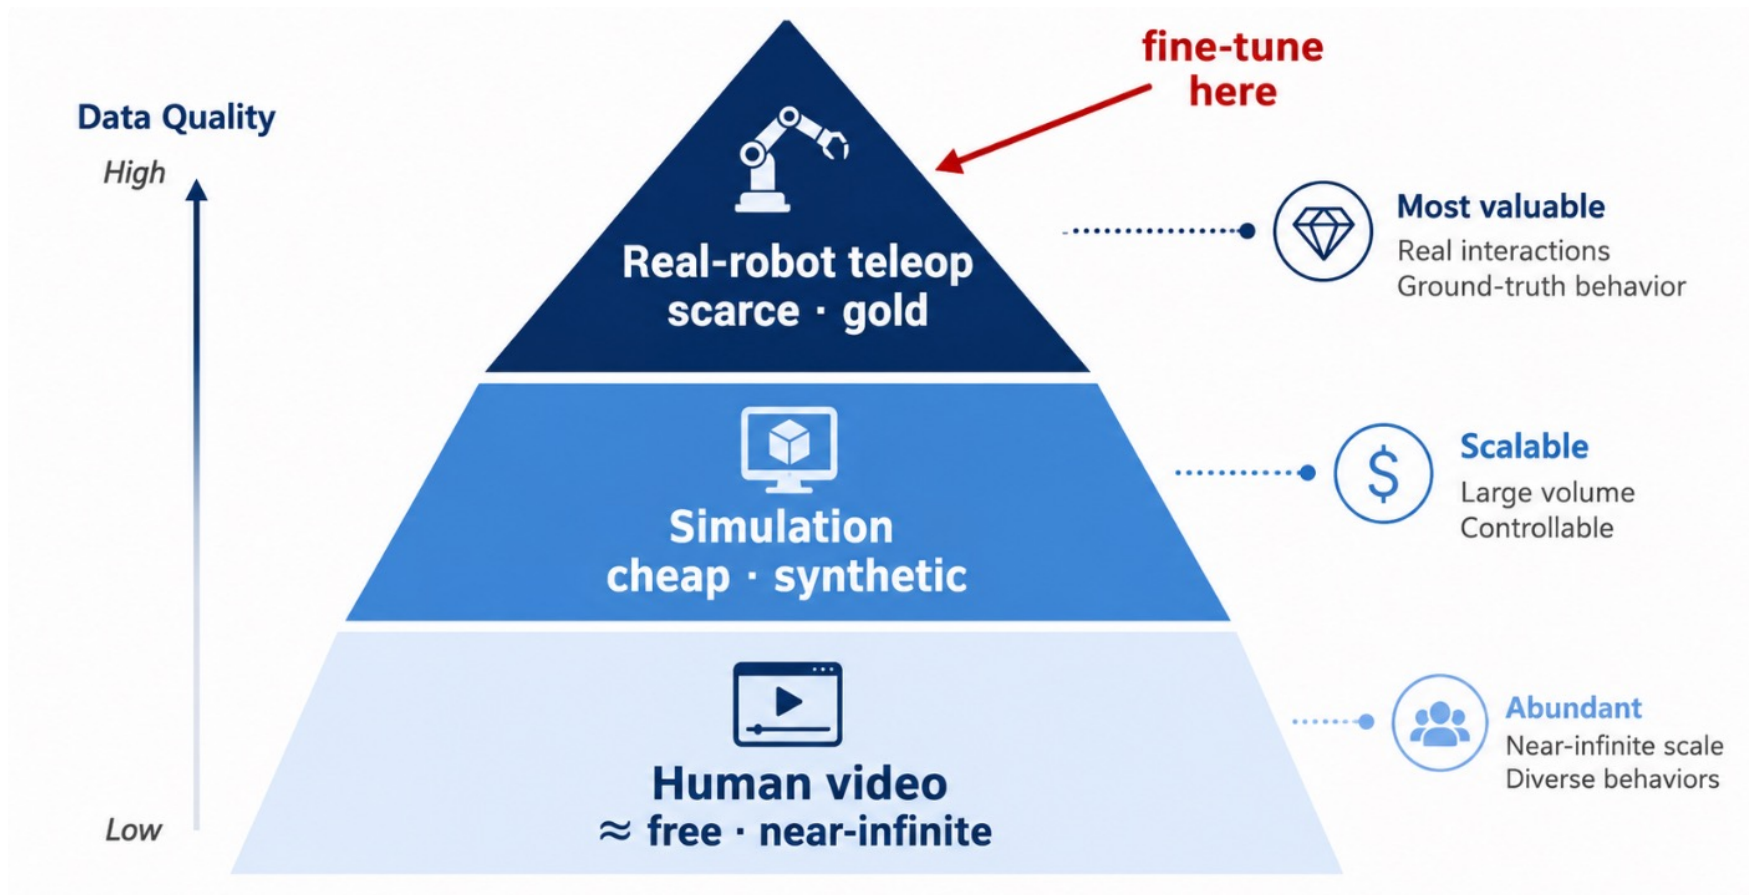 fine-tune
here
Data Quality
High
Real-robot teleop
scarce · gold
Most valuable
Real interactions
Ground-truth behavior
Simulation
cheap · synthetic
Scalable
Large volume
Controllable
$
Human video
≈ free · near-infinite
Abundant
Near-infinite scale
Diverse behaviors
Low